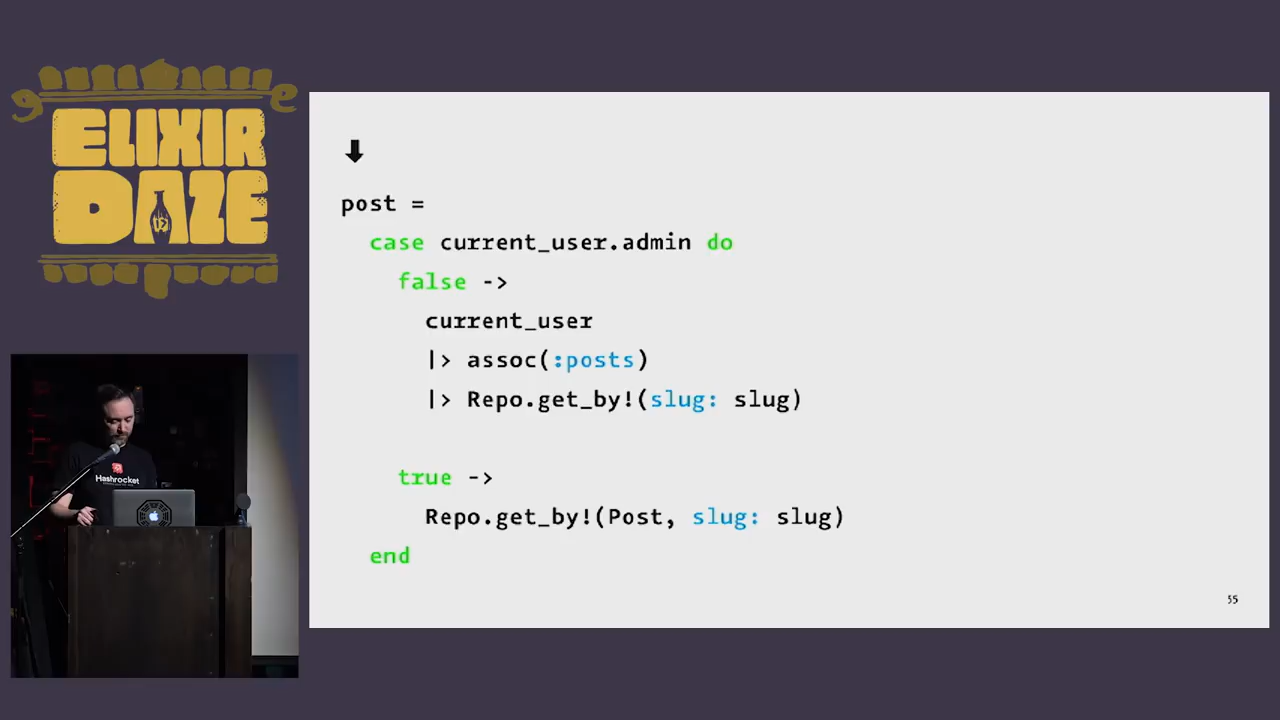 ELIXIR
DAZE
post =
case current_user.admin do
false ->
current_user
|> assoc(:posts)
|> Repo.get_by!(slug: slug)
true ->
Repo.get_by!(Post, slug: slug)
end
55
Hashrocket